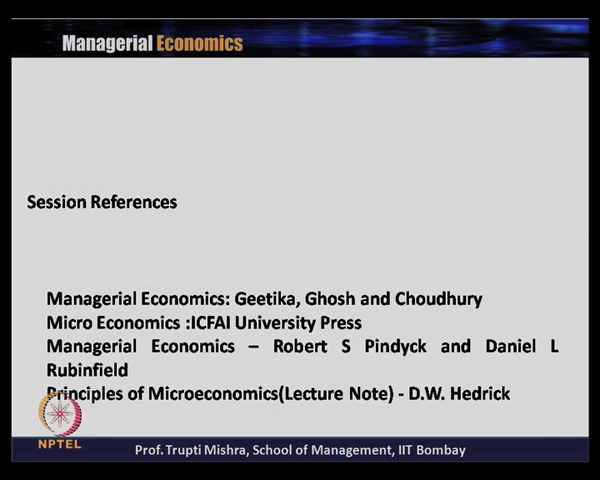 Managerial Economics
Session References
Managerial Economics: Geetika, Ghosh and Choudhury
Micro Economics :ICFAI University Press
Managerial Economics – Robert S Pindyck and Daniel L
Rubinfield
Principles of Microeconomics(Lecture Note) - D.W. Hedrick
NPTEL
Prof. Trupti Mishra, School of Management, IIT Bombay